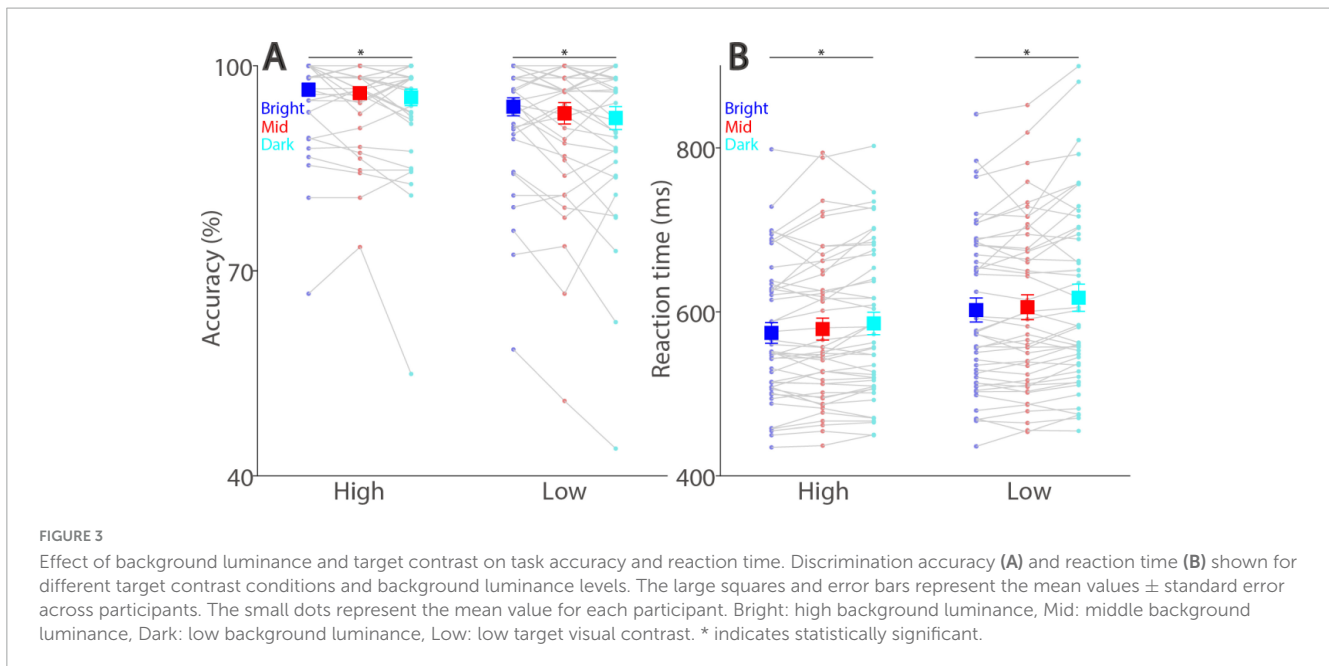 A
*
*
100
Bright
Mid
Dark
70
40
Accuracy (%)
High
Low
B
*
*
Bright
Mid
Dark
800
600
400
Reaction time (ms)
High
Low
FIGURE 3
Effect of background luminance and target contrast on task accuracy and reaction time. Discrimination accuracy (A) and reaction time (B) shown for
different target contrast conditions and background luminance levels. The large squares and error bars represent the mean values ± standard error
across participants. The small dots represent the mean value for each participant. Bright: high background luminance, Mid: middle background
luminance, Dark: low background luminance, Low: low target visual contrast. * indicates statistically significant.